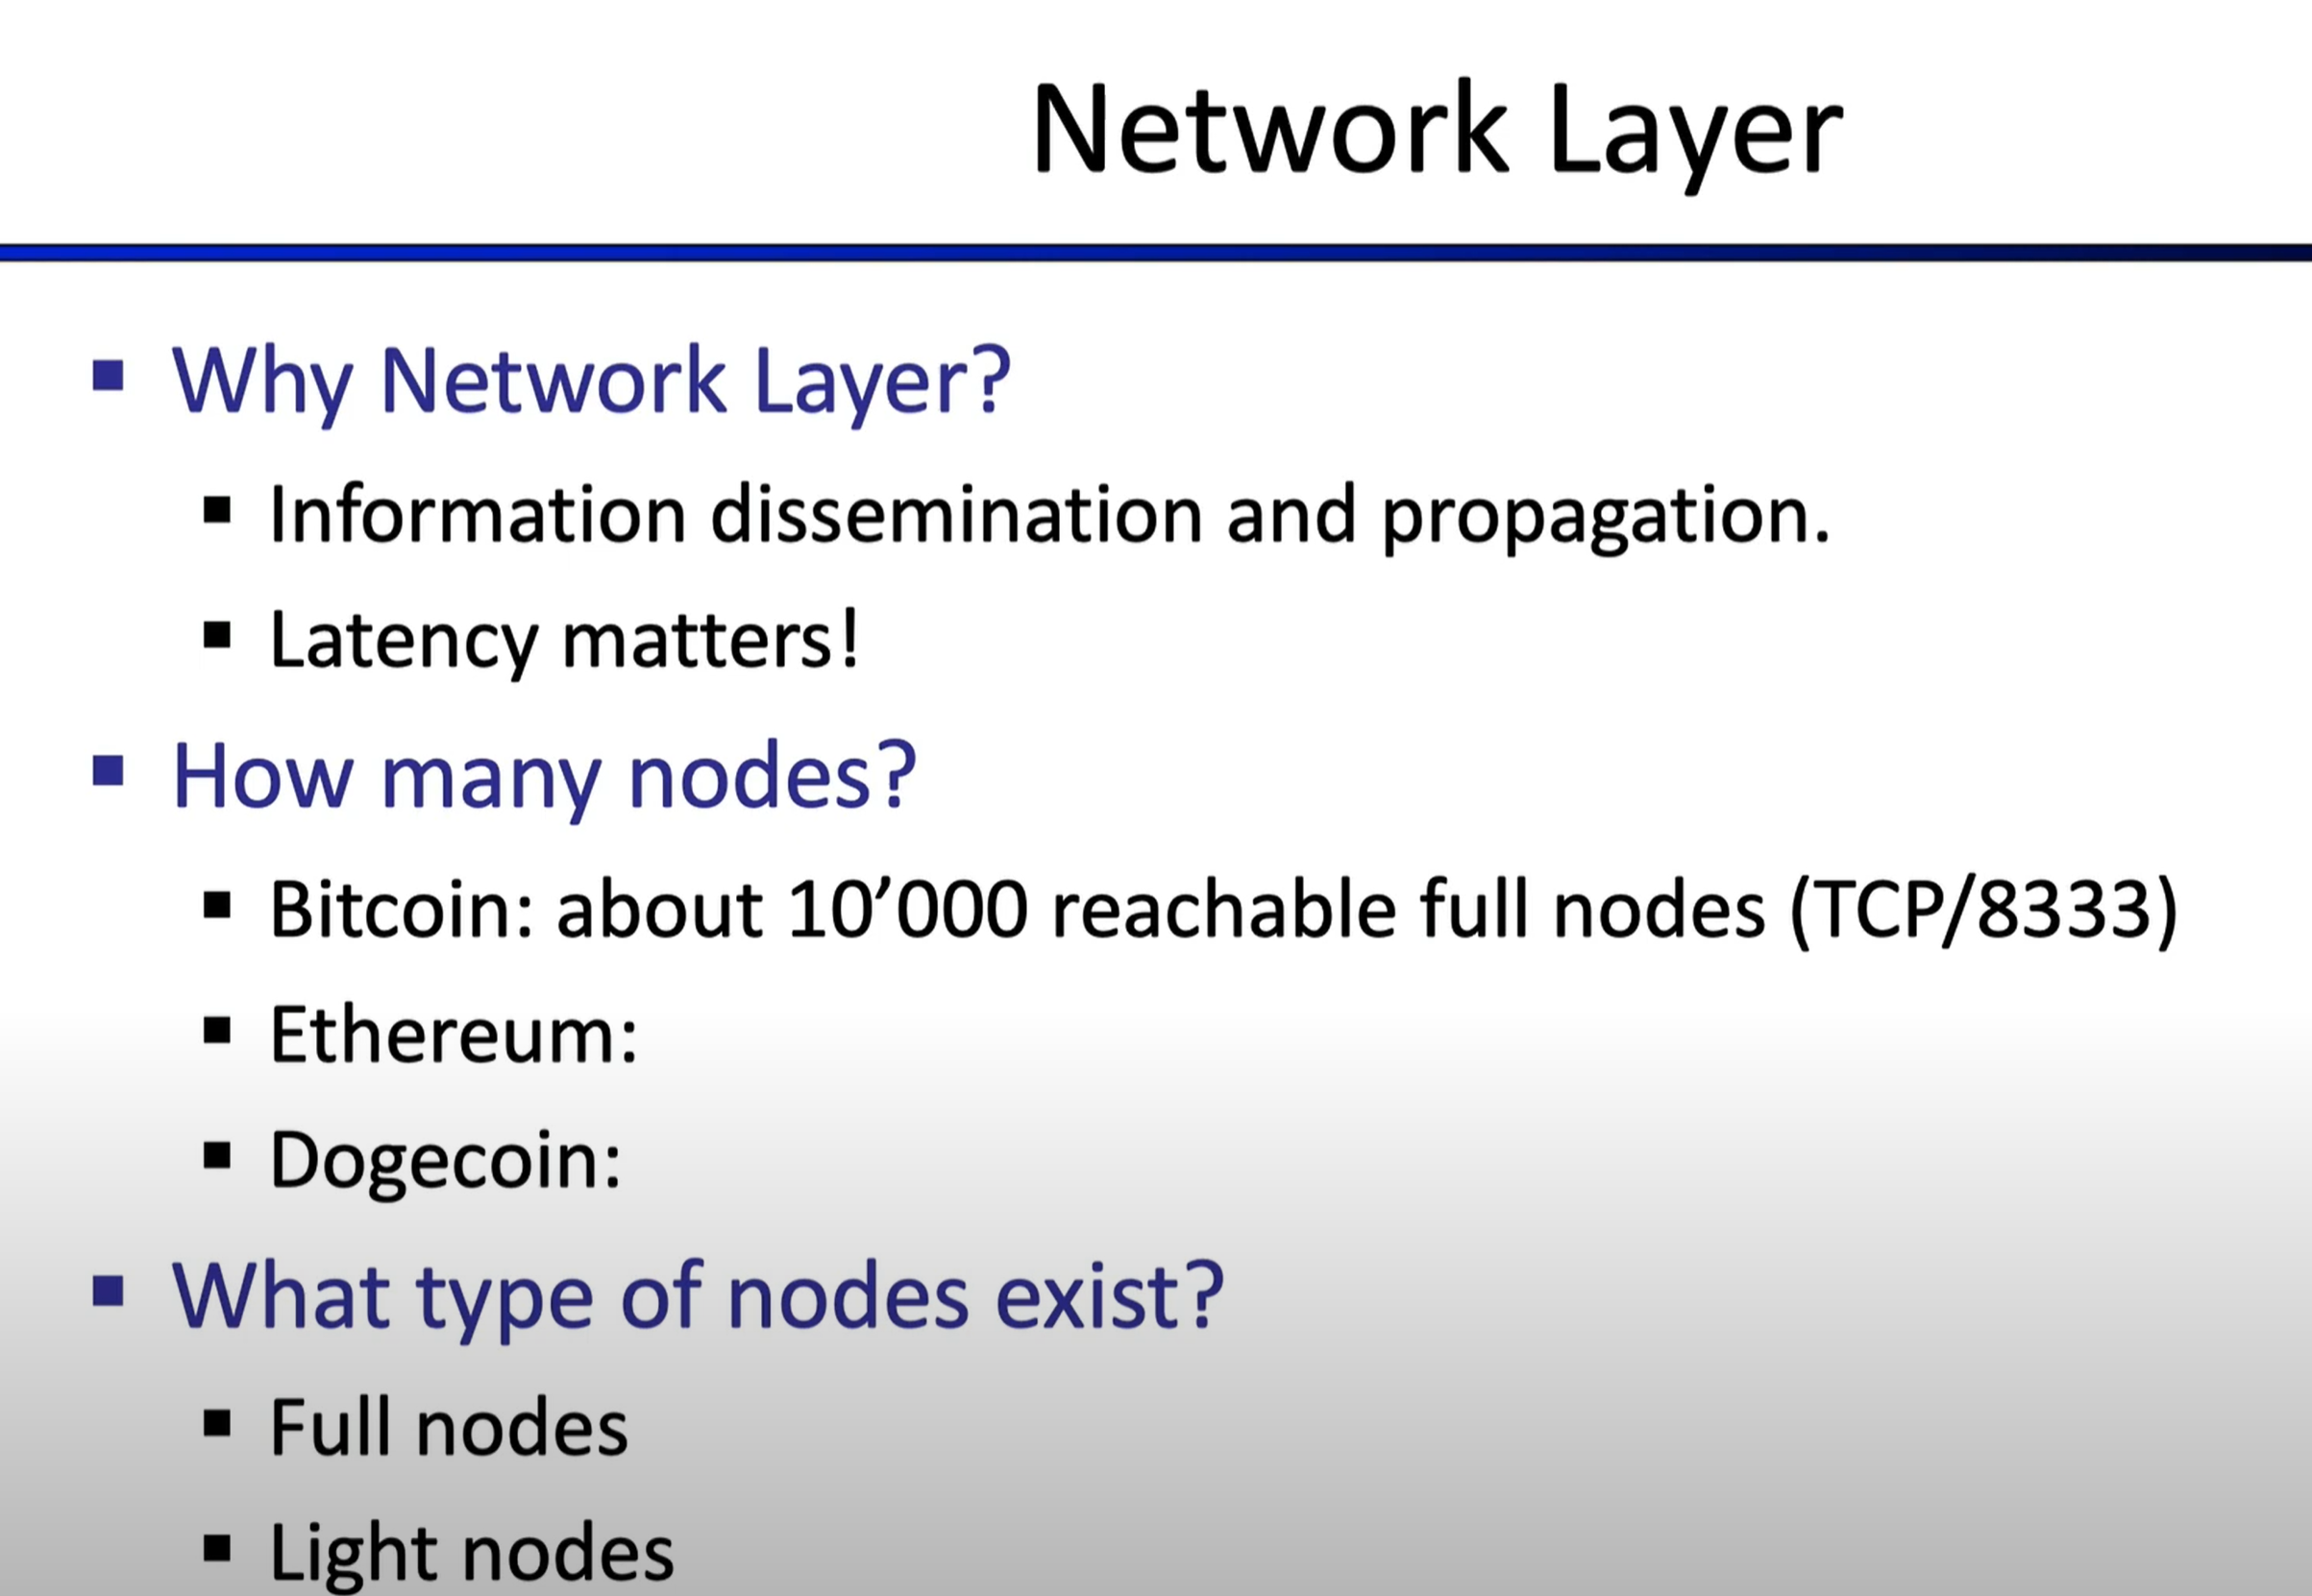 Network Layer
Why Network Layer?
Information dissemination and propagation.
Latency matters!
How many nodes?
Bitcoin: about 10’000 reachable full nodes (TCP/8333)
Ethereum:
Dogecoin:
What type of nodes exist?
Full nodes
Light nodes